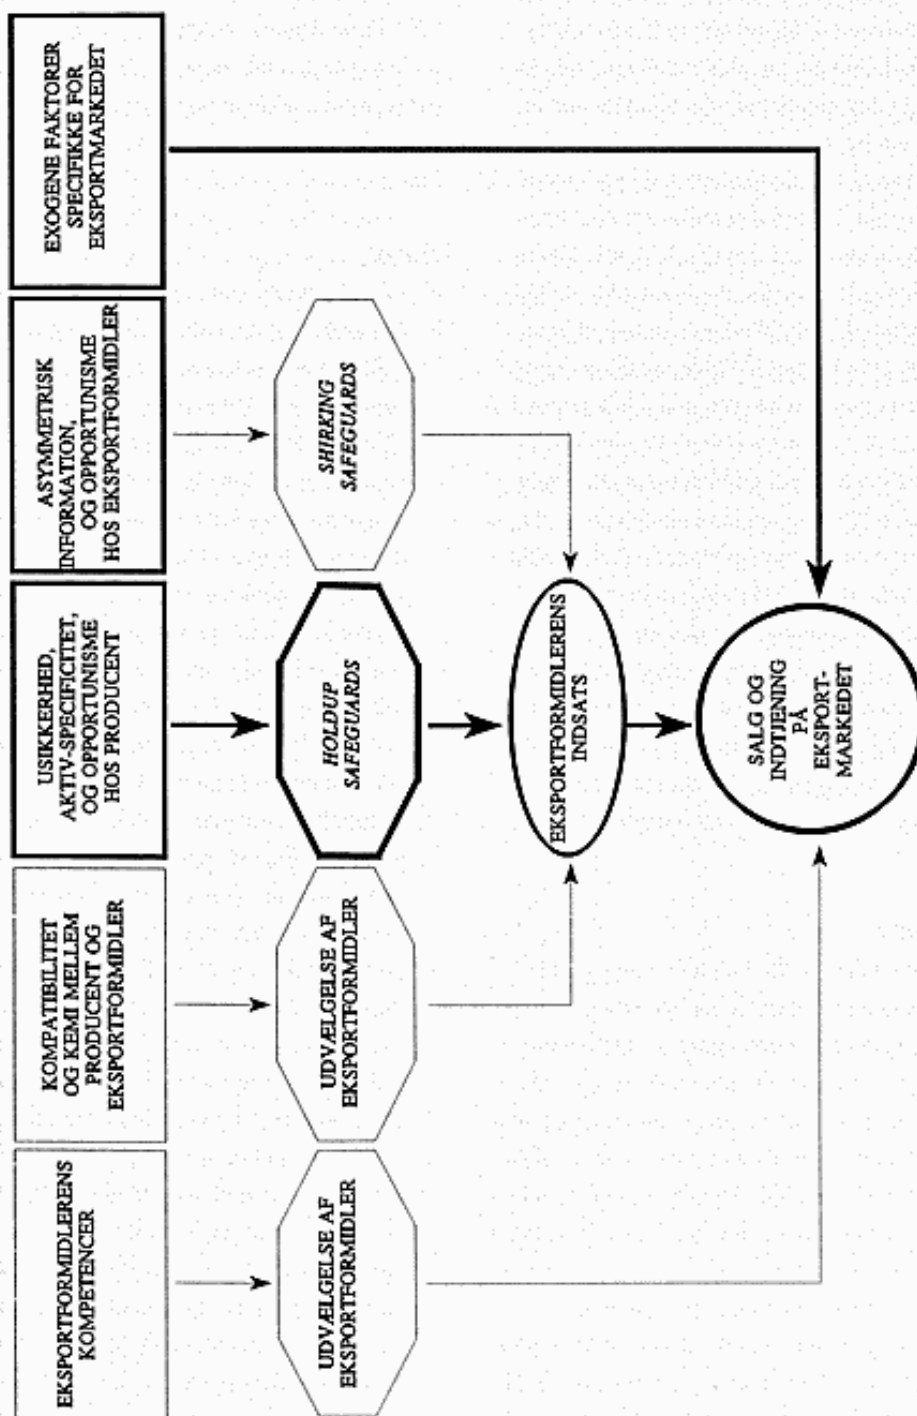 EKSPORTFORMIDLERENS
KOMPETENCER
KOMPATIBILITET
OG KEMI MELLEM
PRODUCENT OG
EKSPORTFORMIDLER
USIKKERHED,
AKTIV-SPECIFICITET,
OG OPPORTUNISME
HOS PRODUCENT
ASYMMETRISK
INFORMATION,
OG OPPORTUNISME
HOS EKSPORTFORMIDLER
EXOGENE FAKTORER
SPECIFIKKE FOR
EKSPORTMARKEDET
UDVÆLGELSE AF
EKSPORTFORMIDLER
UDVÆLGELSE AF
EKSPORTFORMIDLER
HOLDUP
SAFEGUARDS
SHIRKING
SAFEGUARDS
EKSPORTFORMIDLERENS
INDSATS
SALG OG
INDTJENING
PÅ
EKSPORT-
MARKEDET